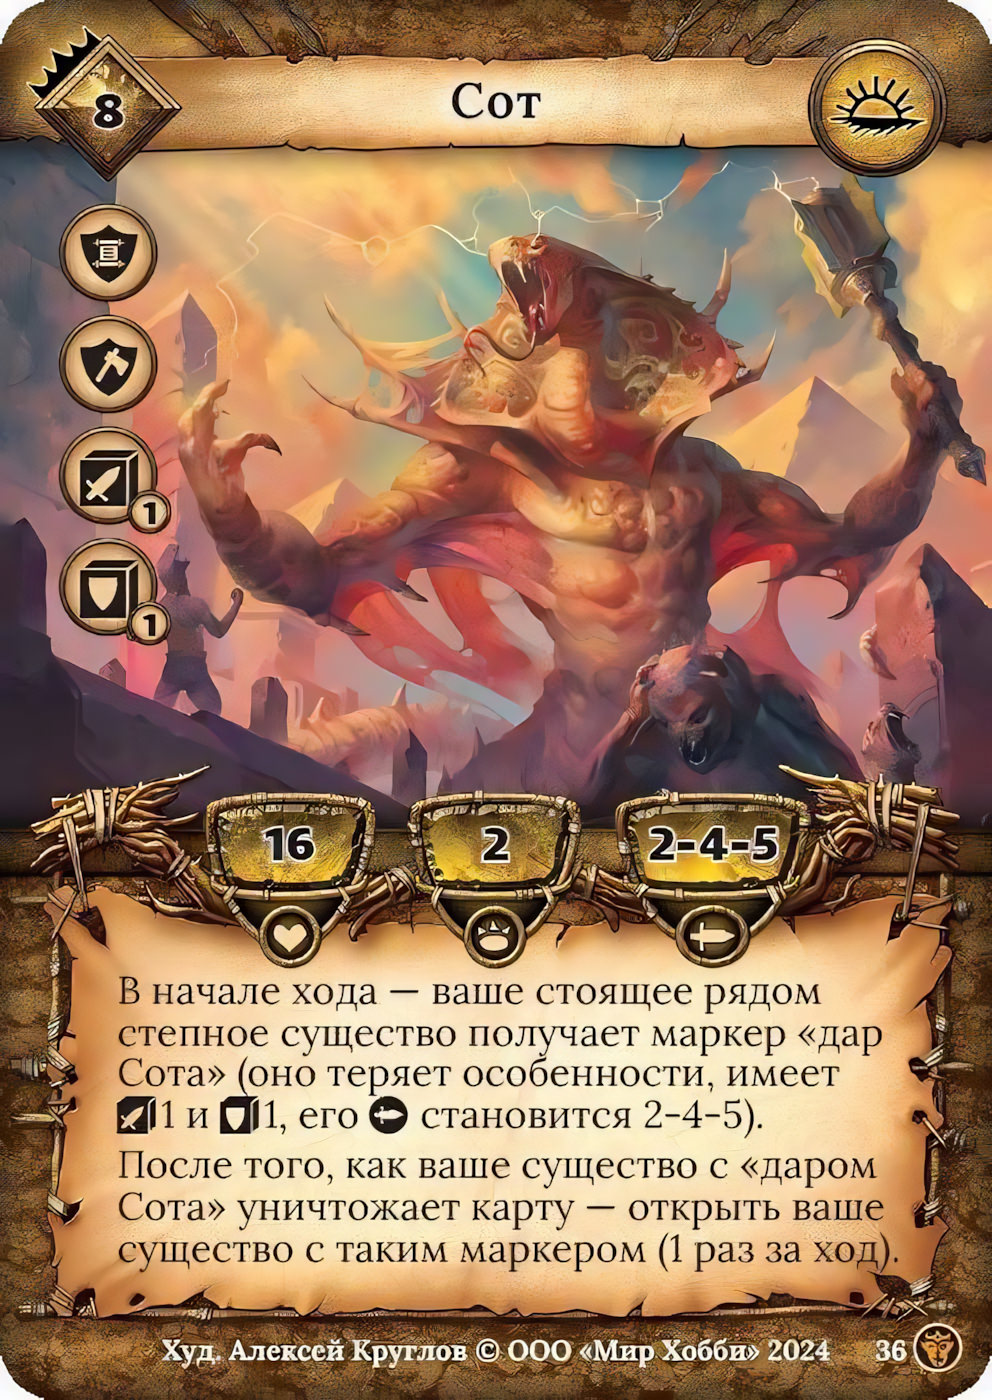 8
Сот
1
1
16
2
2-4-5
В начале хода — ваше стоящее рядом
степное существо получает маркер «дар
Сота» (оно теряет особенности, имеет
1 и 1, его становится 2-4-5).
После того, как ваше существо с «даром
Сота» уничтожает карту — открыть ваше
существо с таким маркером (1 раз за ход).
Худ. Алексей Круглов © ООО «Мир Хобби» 2024 36